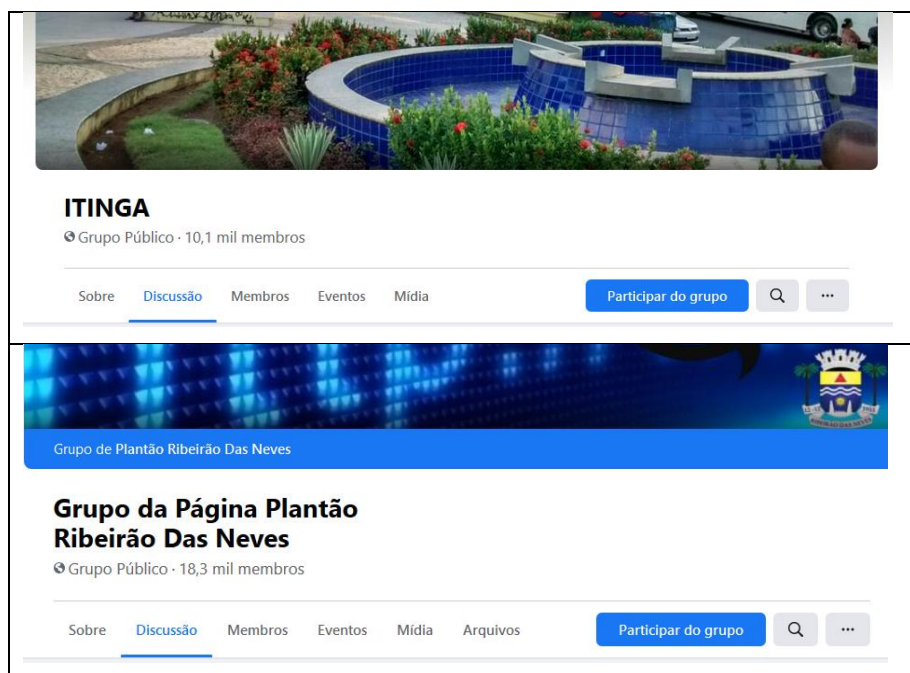 ITINGA
Grupo Público · 10,1 mil membros
Sobre Discussão Membros Eventos Mídia Participar do grupo ...
Grupo de Plantão Ribeirão Das Neves
Grupo da Página Plantão
Ribeirão Das Neves
Grupo Público · 18,3 mil membros
Sobre Discussão Membros Eventos Mídia Arquivos Participar do grupo ...